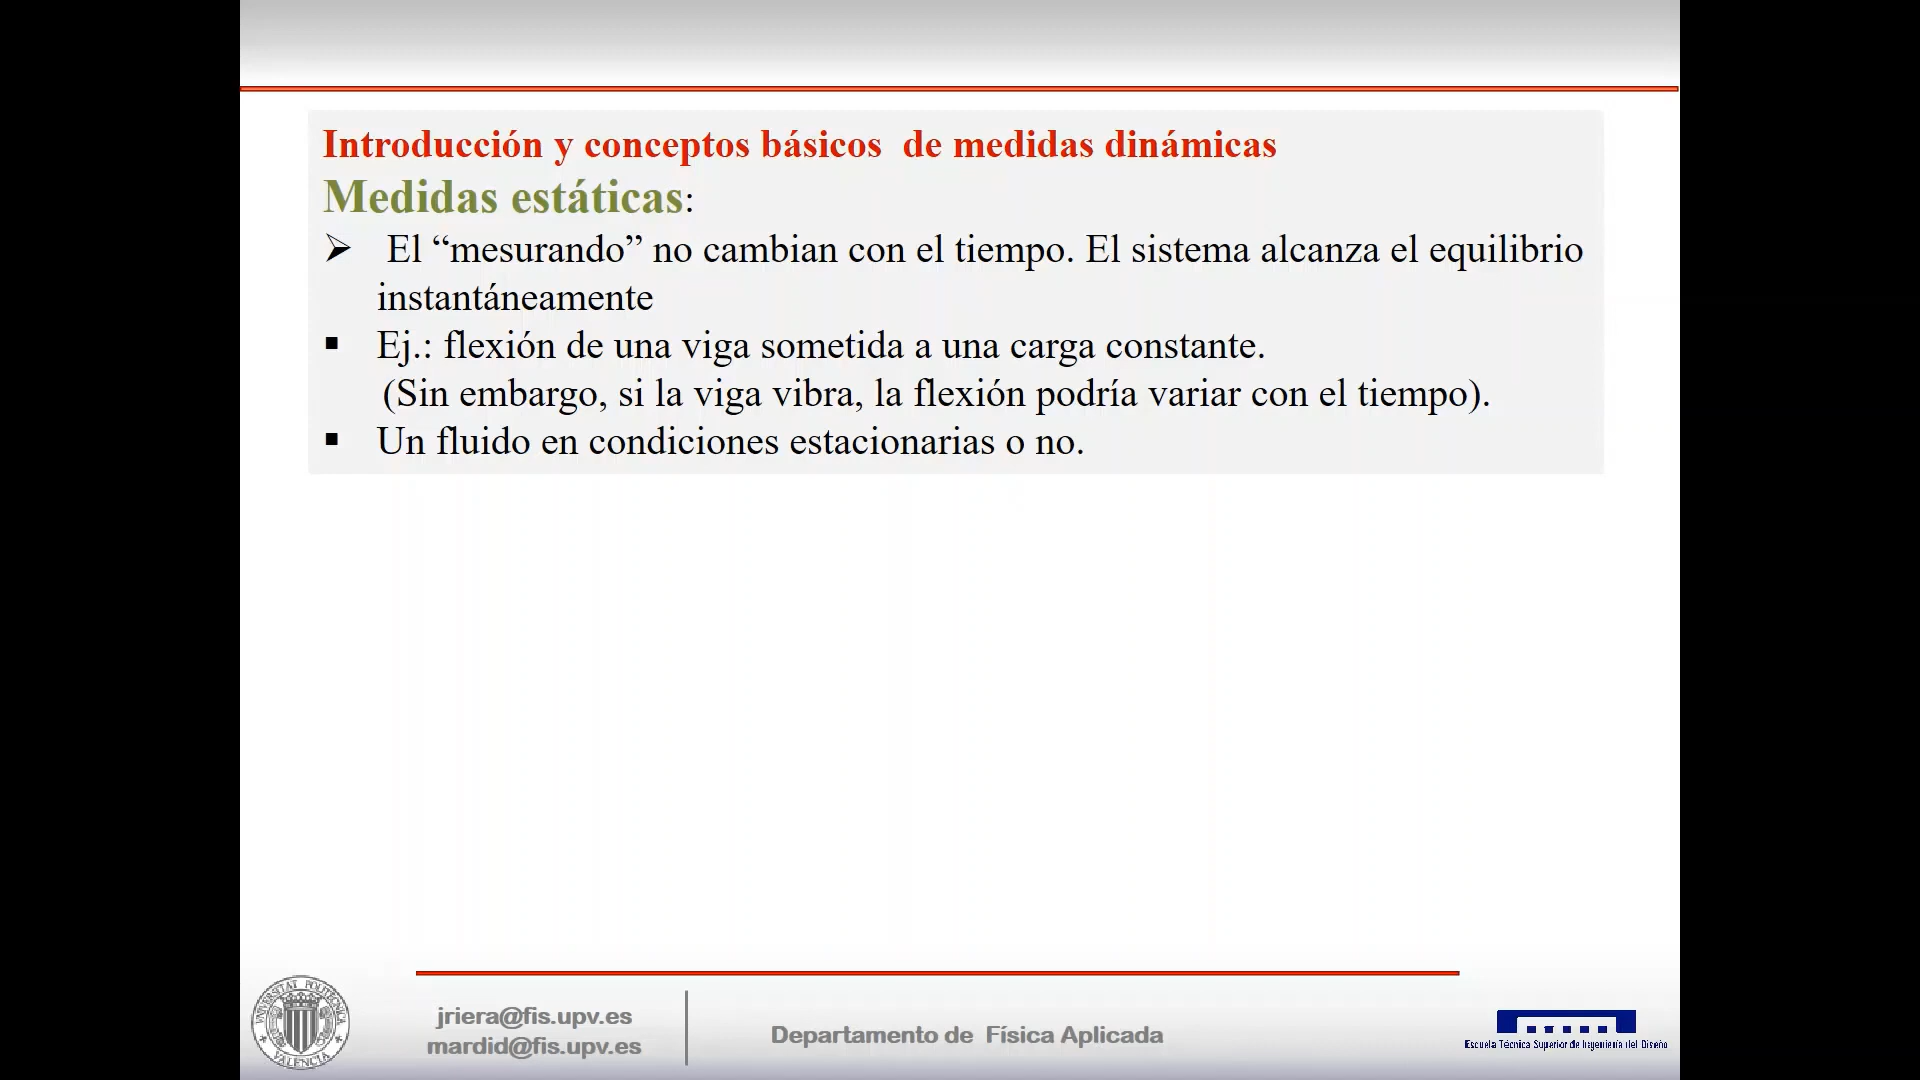 Introducción y conceptos básicos  de medidas dinámicas
Medidas estáticas:
➢ El “mesurando” no cambian con el tiempo. El sistema alcanza el equilibrio
instantáneamente
▪ Ej.: flexión de una viga sometida a una carga constante.
(Sin embargo, si la viga vibra, la flexión podría variar con el tiempo).
▪ Un fluido en condiciones estacionarias o no.
UNIVERSITAT POLITÈCNICA
VALENCIA
jriera@fis.upv.es
mardid@fis.upv.es
Departamento de  Física Aplicada
Escuela Técnica Superior de Ingeniería del Diseño